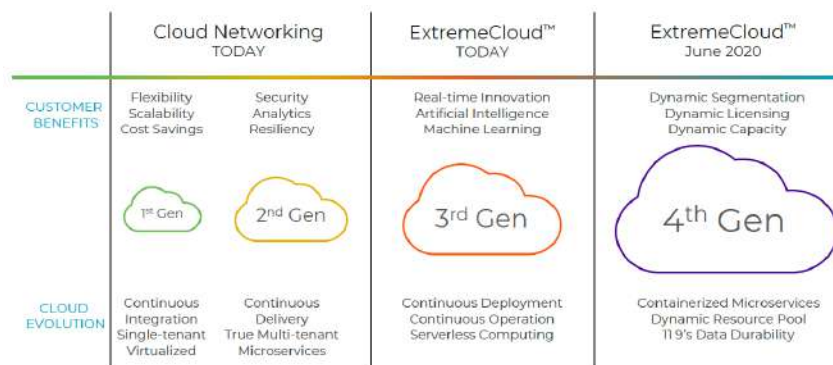 Cloud Networking
TODAY
ExtremeCloud™
TODAY
ExtremeCloud™
June 2020
CUSTOMER
BENEFITS
Flexibility
Scalability
Cost Savings
Security
Analytics
Resiliency
Real-time Innovation
Artificial Intelligence
Machine Learning
Dynamic Segmentation
Dynamic Licensing
Dynamic Capacity
1st Gen
2nd Gen
3rd Gen
4th Gen
CLOUD
EVOLUTION
Continuous
Integration
Single-tenant
Virtualized
Continuous
Delivery
True Multi-tenant
Microservices
Continuous Deployment
Continuous Operation
Serverless Computing
Containerized Microservices
Dynamic Resource Pool
11 9's Data Durability